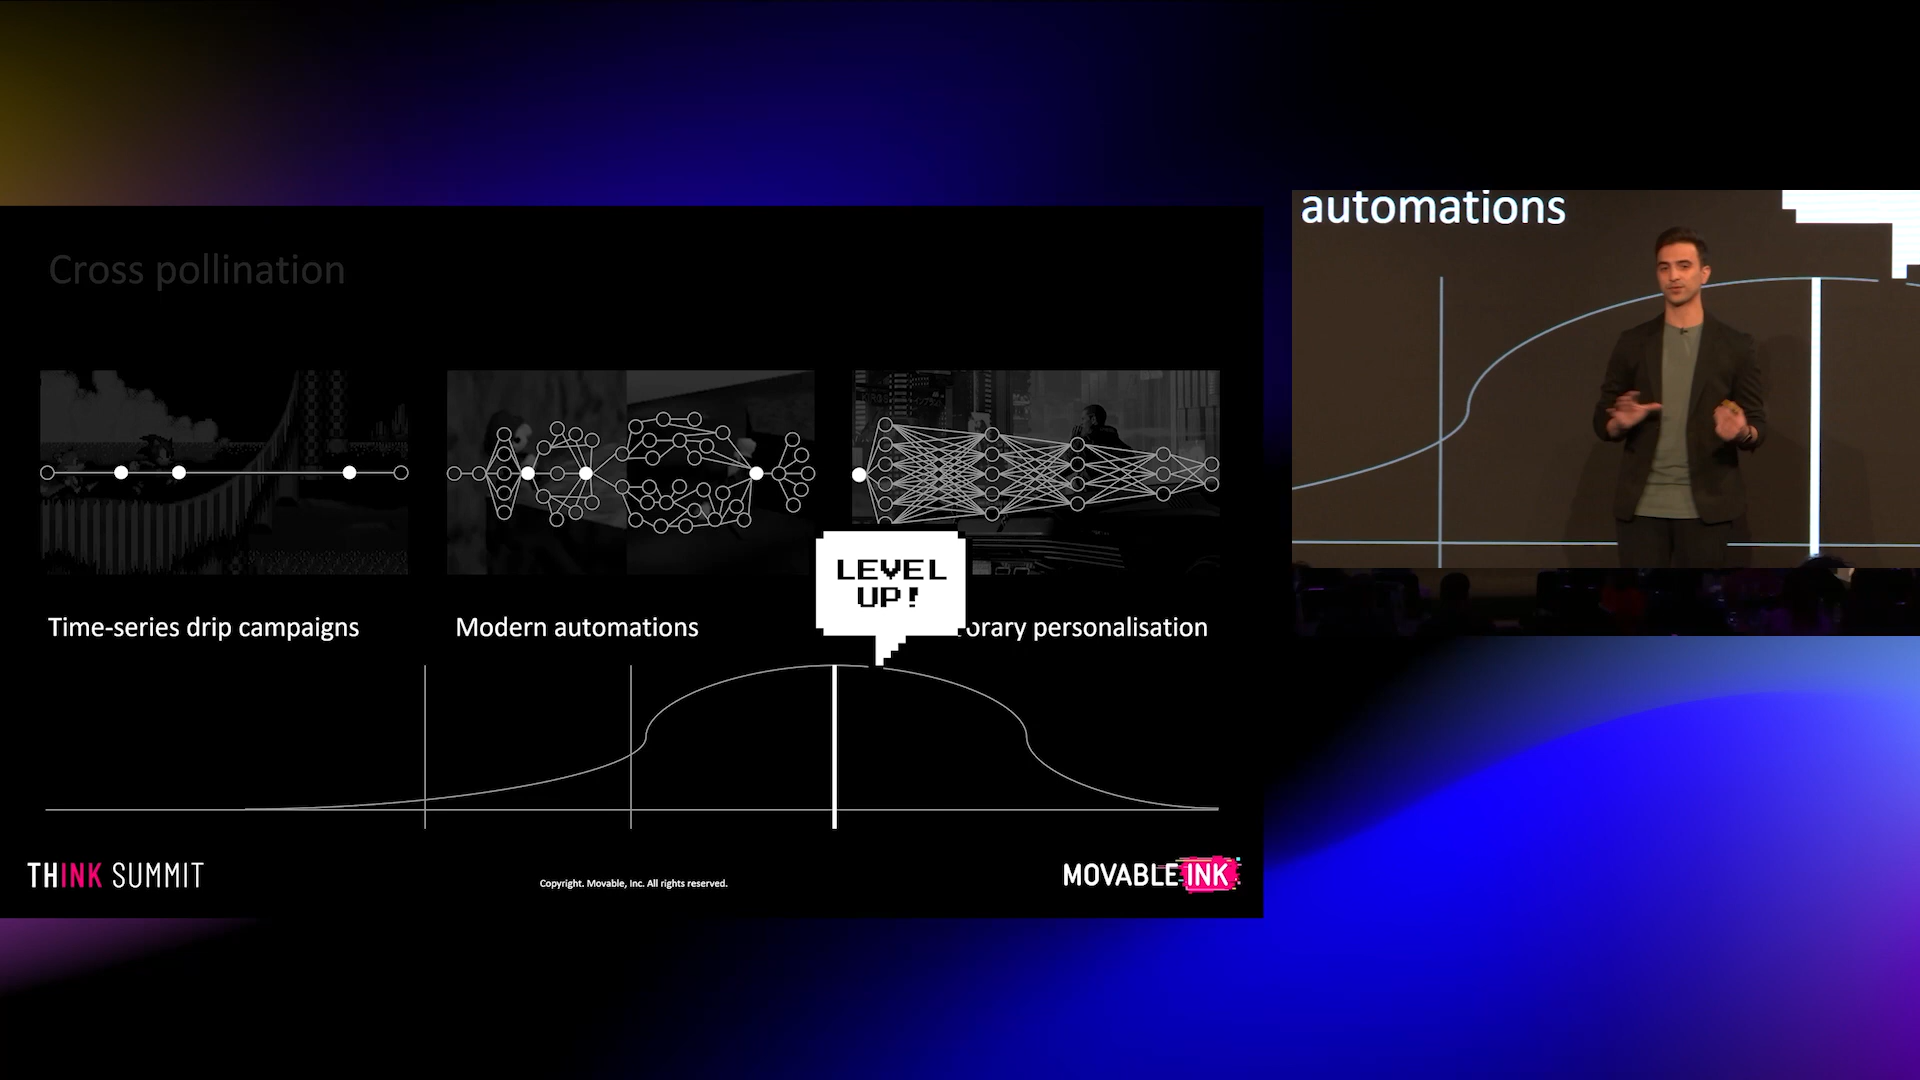 Cross pollination
Time-series drip campaigns
Modern automations
LEVEL
UP!
orary personalisation
THINK SUMMIT
Copyright. Movable, Inc. All rights reserved.
MOVABLE INK
automations